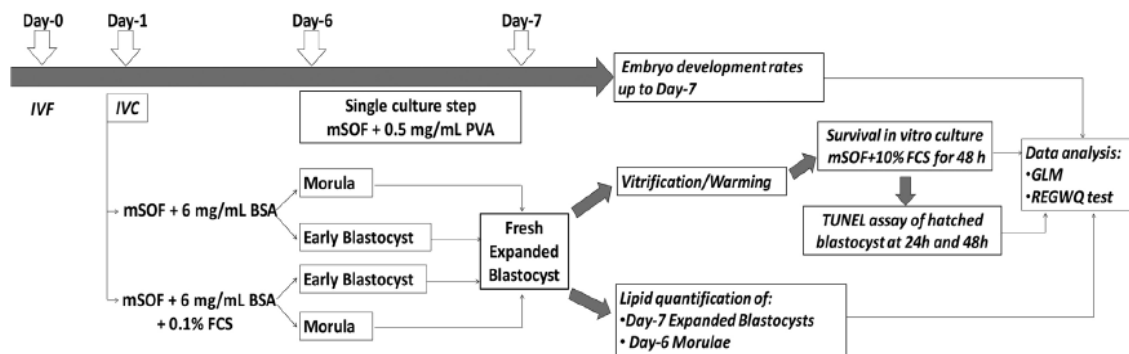 Day-0
Day-1
Day-6
Day-7
IVF
IVC
Single culture step
mSOF + 0.5 mg/mL PVA
Embryo development rates
up to Day-7
mSOF + 6 mg/mL BSA
Morula
Early Blastocyst
mSOF + 6 mg/mL BSA
+ 0.1% FCS
Early Blastocyst
Morula
Fresh
Expanded
Blastocyst
Vitrification/Warming
Survival in vitro culture
mSOF+10% FCS for 48 h
TUNEL assay of hatched
blastocyst at 24h and 48h
Lipid quantification of:
•Day-7 Expanded Blastocysts
• Day-6 Morulae
Data analysis:
•GLM
•REGWQ test